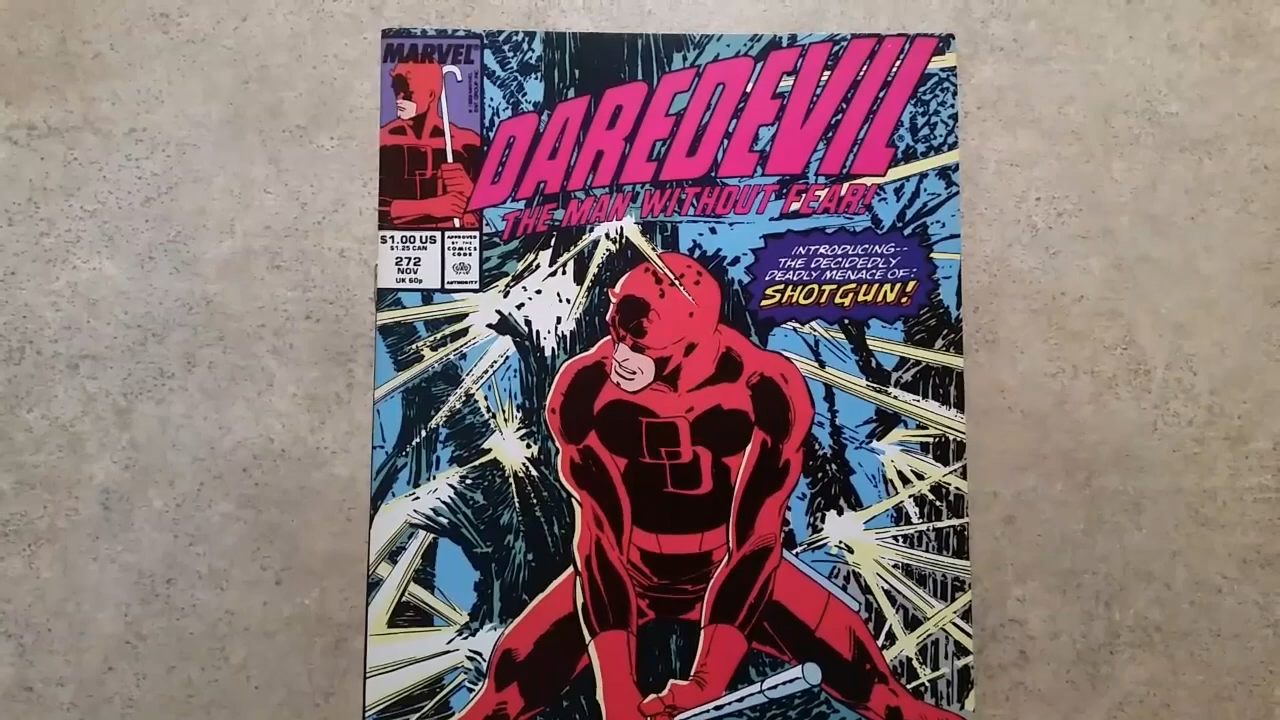 MARVEL
DAREDEVIL
THE MAN WITHOUT FEAR!
$1.00 US
$1.25 CAN
272
NOV
UK 60p
APPROVED
BY THE
COMICS
CODE
AUTHORITY
INTRODUCING--
THE DECIDEDLY
DEADLY MENACE OF:
SHOTGUN!
DD